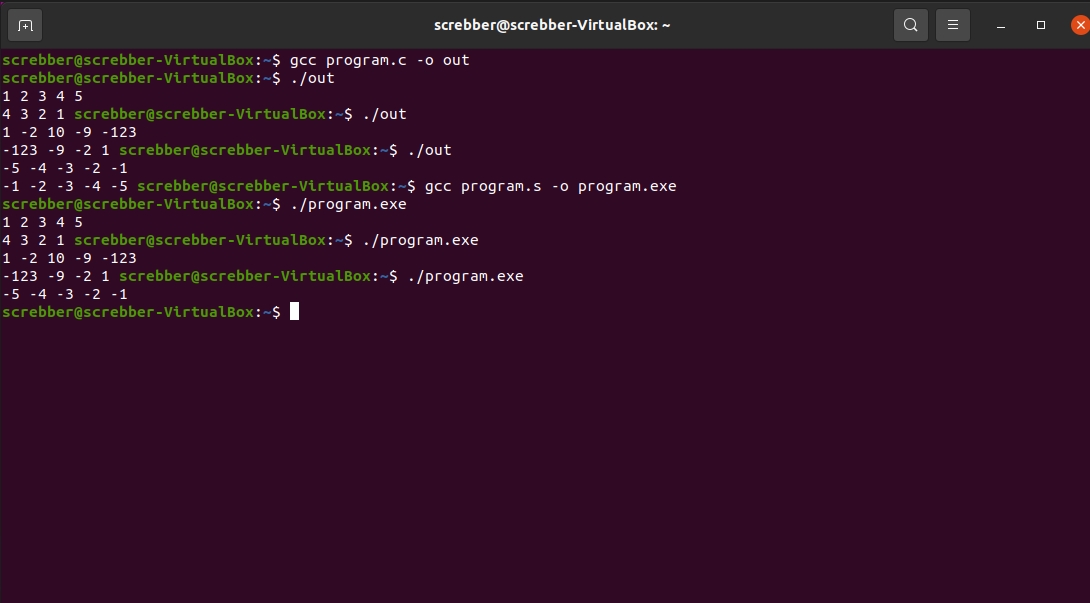 screbber@screbber-VirtualBox: ~
screbber@screbber-VirtualBox:~$ gcc program.c -o out
screbber@screbber-VirtualBox:~$ ./out
1 2 3 4 5
4 3 2 1 screbber@screbber-VirtualBox:~$ ./out
1 -2 10 -9 -123
-123 -9 -2 1 screbber@screbber-VirtualBox:~$ ./out
-5 -4 -3 -2 -1
-1 -2 -3 -4 -5 screbber@screbber-VirtualBox:~$ gcc program.s -o program.exe
screbber@screbber-VirtualBox:~$ ./program.exe
1 2 3 4 5
4 3 2 1 screbber@screbber-VirtualBox:~$ ./program.exe
1 -2 10 -9 -123
-123 -9 -2 1 screbber@screbber-VirtualBox:~$ ./program.exe
-5 -4 -3 -2 -1
screbber@screbber-VirtualBox:~$